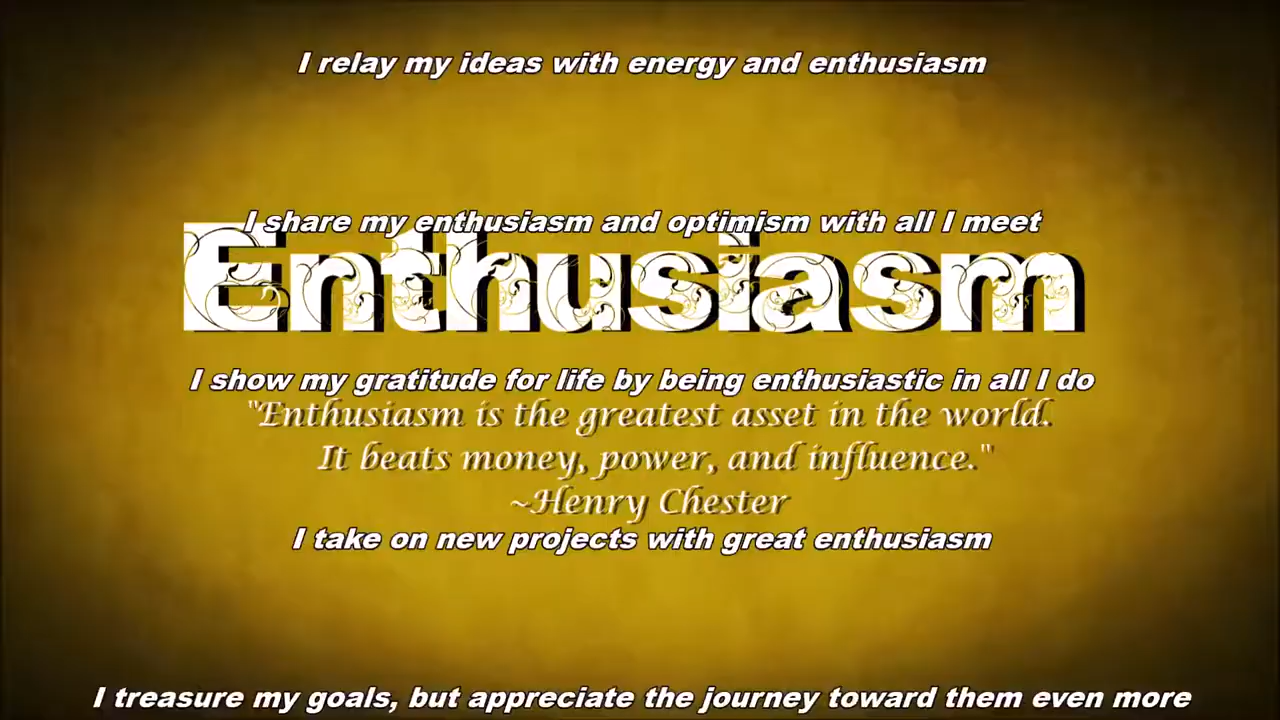 I relay my ideas with energy and enthusiasm
I share my enthusiasm and optimism with all I meet
Enthusiasm
I show my gratitude for life by being enthusiastic in all I do
"Enthusiasm is the greatest asset in the world.
It beats money, power, and influence."
~Henry Chester
I take on new projects with great enthusiasm
I treasure my goals, but appreciate the journey toward them even more